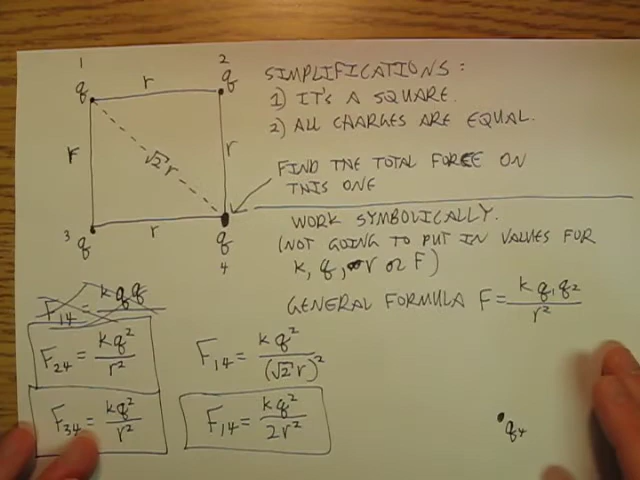 1
q
2
q
r
r
r
√2 r
r
3
q
q
4
SIMPLIFICATIONS:
1) IT'S A SQUARE.
2) ALL CHARGES ARE EQUAL.
FIND THE TOTAL FORCE ON
THIS ONE
WORK SYMBOLICALLY.
(NOT GOING TO PUT IN VALUES FOR
k, q, r OR F)
GENERAL FORMULA F = k q₁ q₂ / r²
F₁₄ = k q q
F₂₄ = k q² / r²
F₁₄ = k q² / (√2 r)²
F₃₄ = k q² / r²
F₁₄ = k q² / 2 r²
q₄